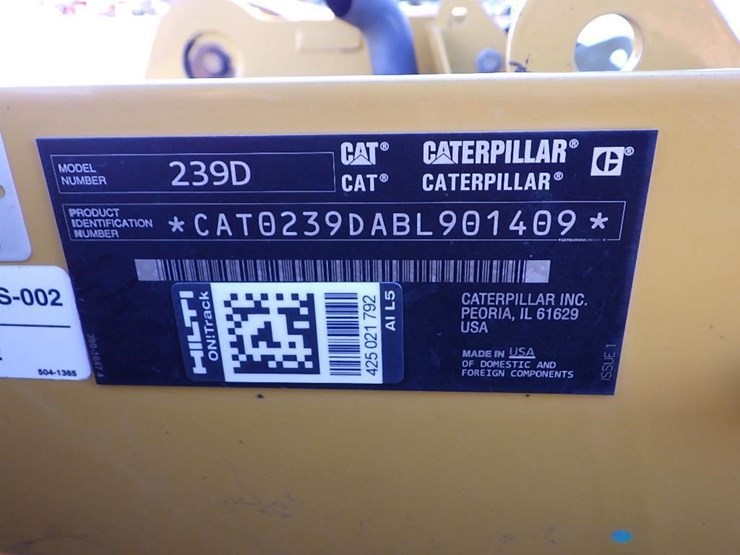 MODEL NUMBER 239D
CAT® CATERPILLAR® C®
CAT® CATERPILLAR®
PRODUCT IDENTIFICATION NUMBER *CAT0239DABL901409*
S-002
504-1365
HILTI
ON!Track
425 021 792
AI L5
CATERPILLAR INC.
PEORIA, IL 61629
USA
MADE IN USA
OF DOMESTIC AND
FOREIGN COMPONENTS
ISSUE 1